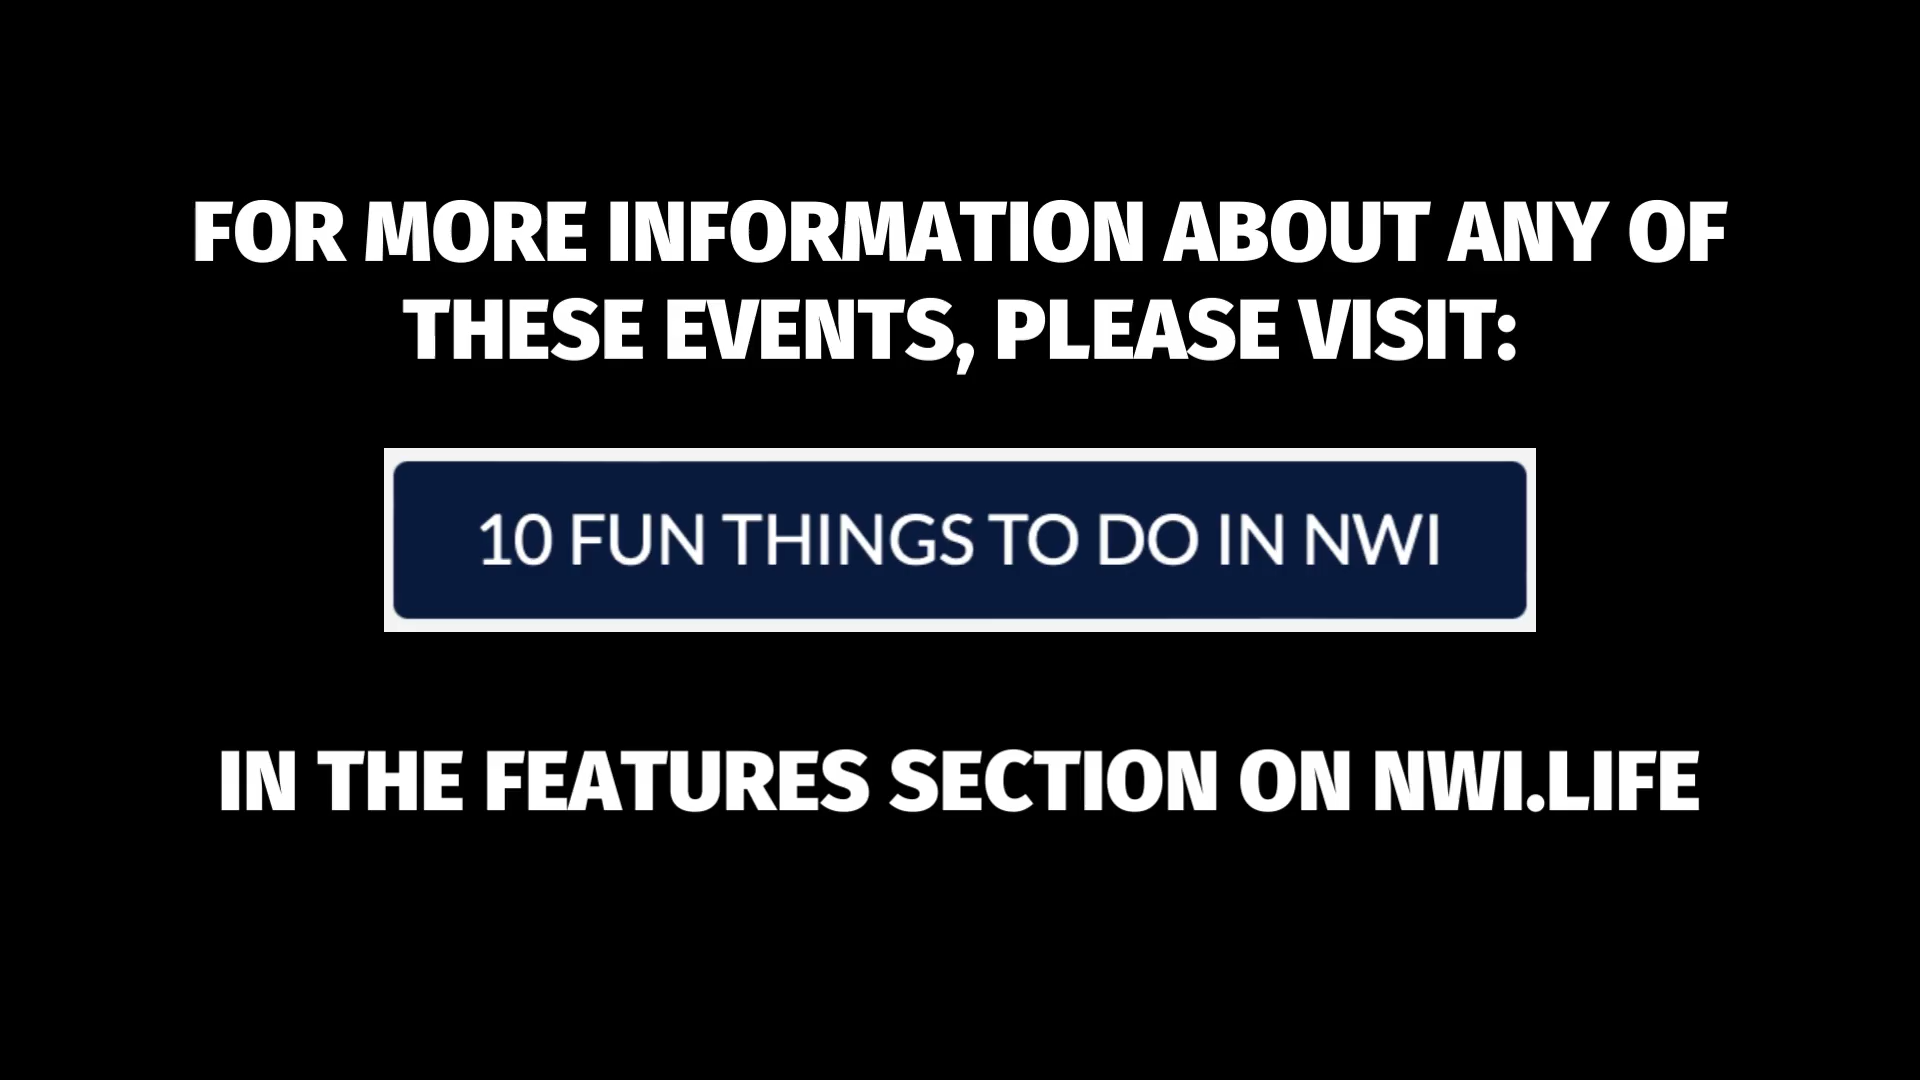 FOR MORE INFORMATION ABOUT ANY OF
THESE EVENTS, PLEASE VISIT:
10 FUN THINGS TO DO IN NWI
IN THE FEATURES SECTION ON NWI.LIFE